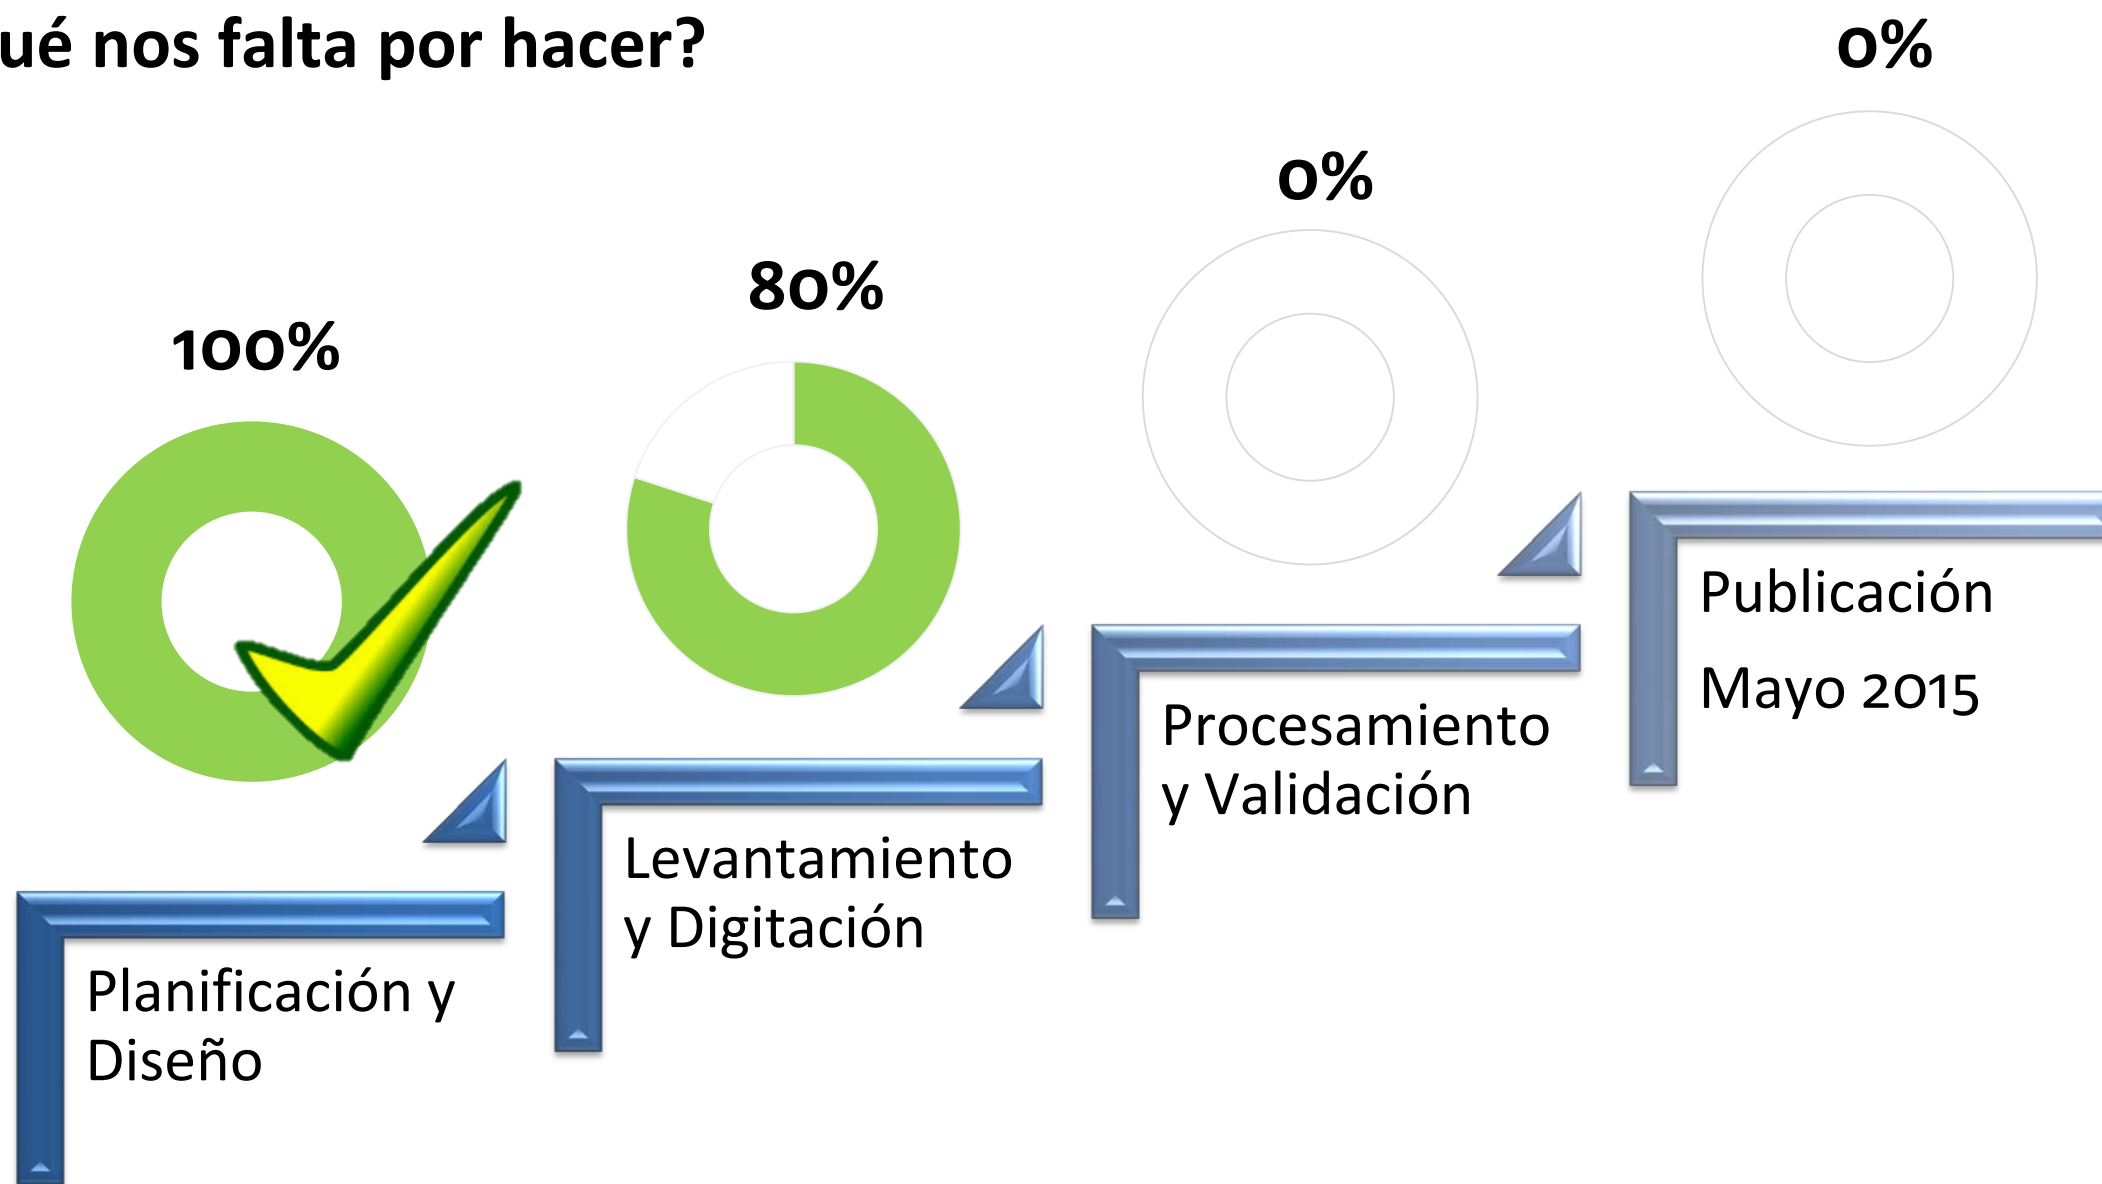 ué nos falta por hacer?
100%
Planificación y
Diseño
80%
Levantamiento
y Digitación
0%
Procesamiento
y Validación
0%
Publicación
Mayo 2015